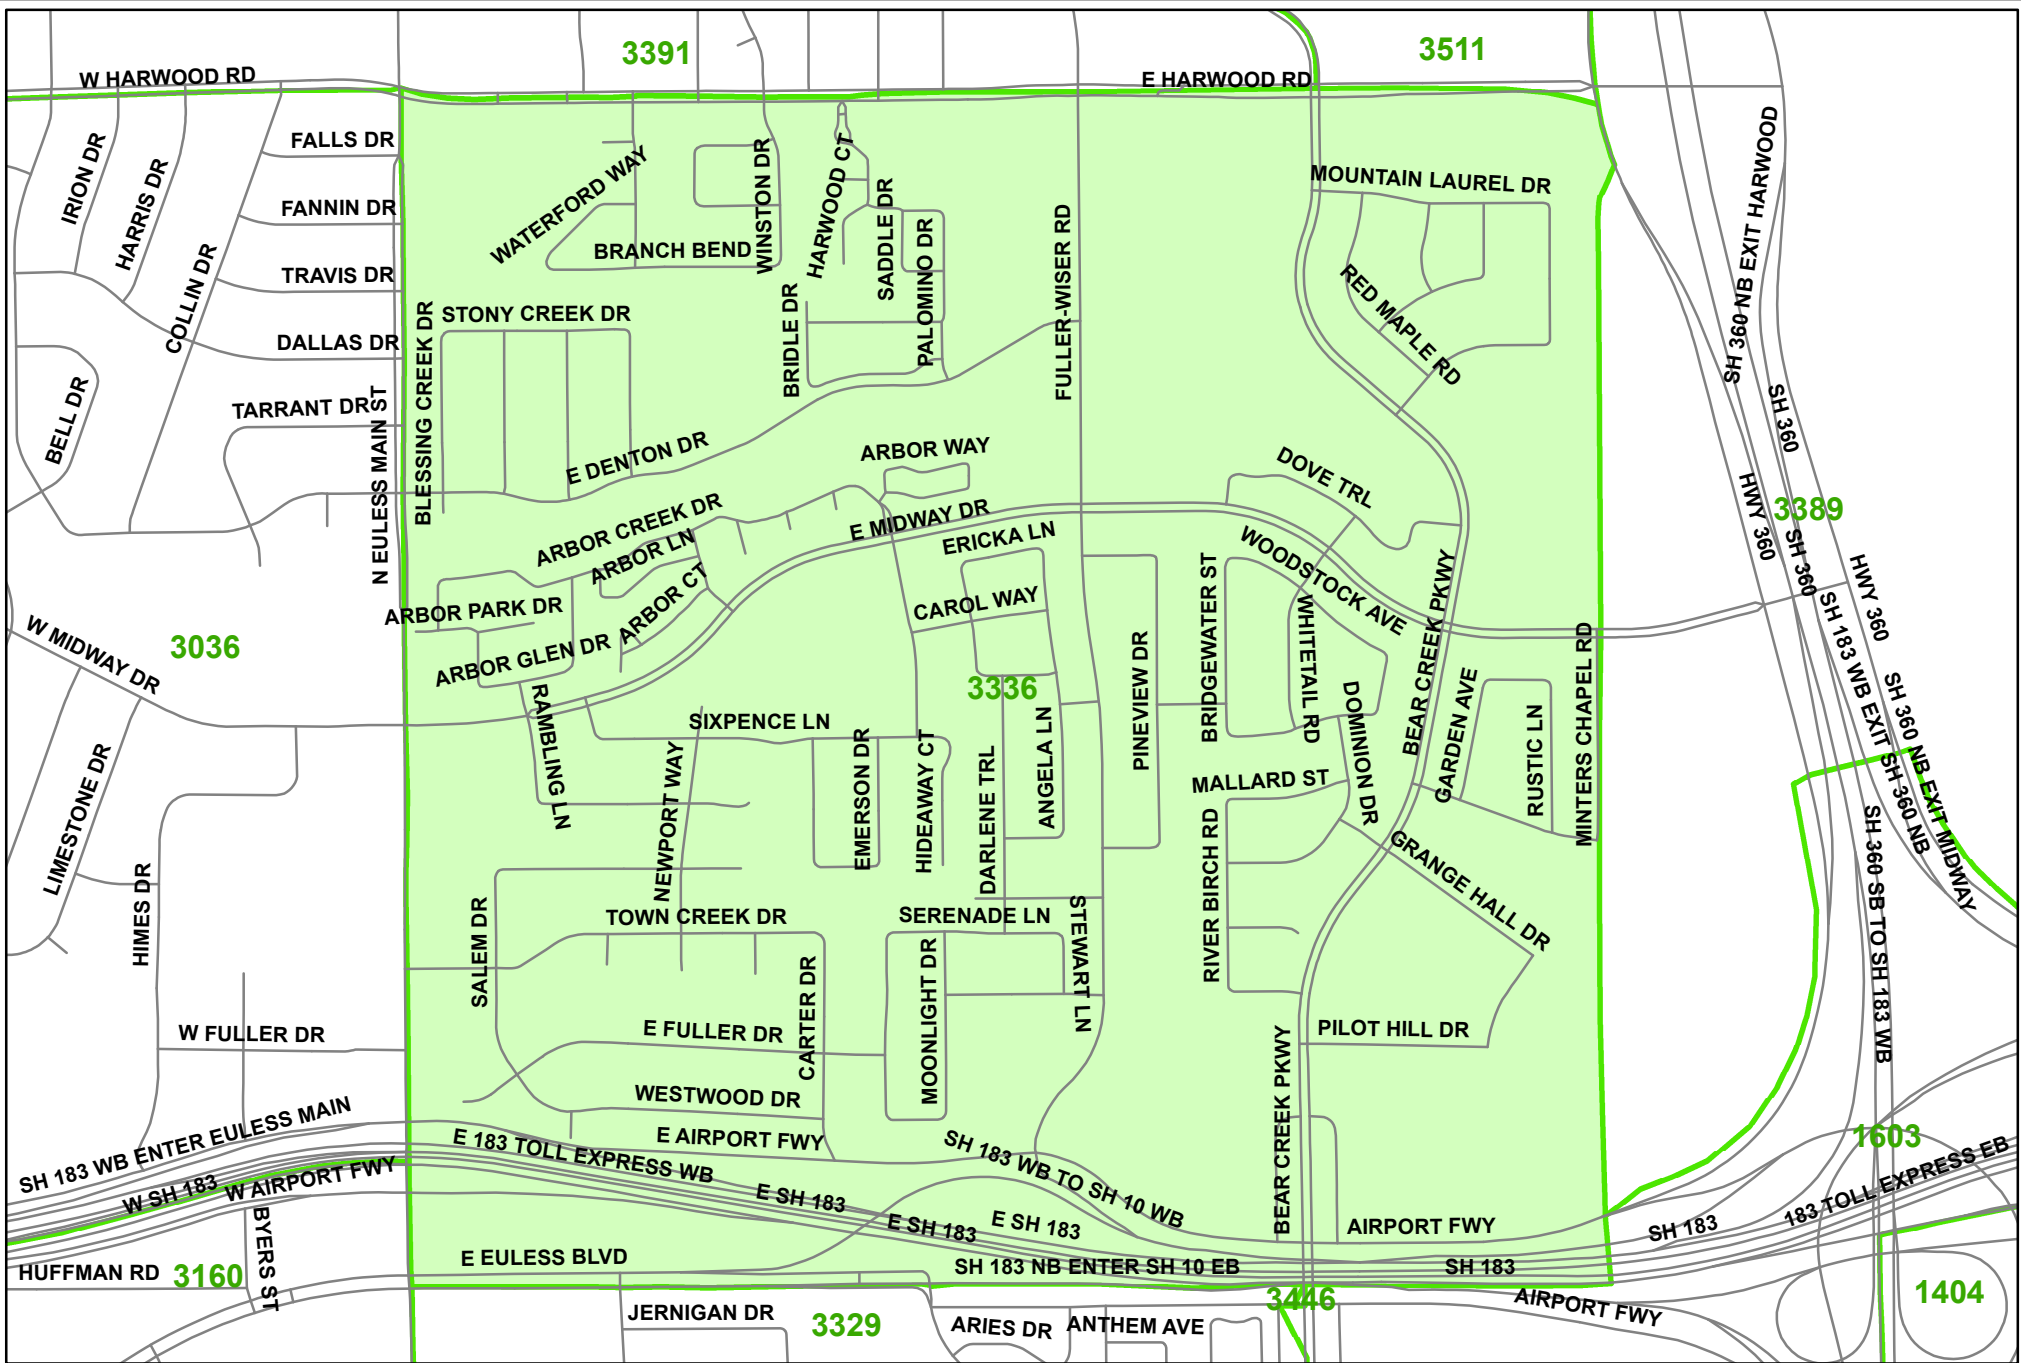 3391
3511
W HARWOOD RD
E HARWOOD RD
FALLS DR
IRION DR
HARRIS DR
WATERFORD WAY
WINSTON DR
HARWOOD CT
MOUNTAIN LAUREL DR
SH 360 NB EXIT HARWOOD
FANNIN DR
SADDLE DR
PALOMINO DR
FULLER-WISER RD
BRANCH BEND
COLLIN DR
TRAVIS DR
STONY CREEK DR
BRIDLE DR
RED MAPLE RD
DALLAS DR
BLESSING CREEK DR
BELL DR
TARRANT DR
N EULESS MAIN ST
SH 360
E DENTON DR
ARBOR WAY
DOVE TRL
HWY 360
3389
ARBOR CREEK DR
E MIDWAY DR
ERICKA LN
WOODSTOCK AVE
SH 360
ARBOR LN
ARBOR CT
BRIDGEWATER ST
BEAR CREEK PKWY
HWY 360
ARBOR PARK DR
CAROL WAY
WHITETAIL RD
SH 183 WB EXIT SH 360 NB
W MIDWAY DR
3036
ARBOR GLEN DR
PINEVIEW DR
MINTERS CHAPEL RD
3336
RAMBLING LN
SIXPENCE LN
DOMINION DR
GARDEN AVE
RUSTIC LN
SH 360 NB EXIT MIDWAY
NEWPORT WAY
EMERSON DR
HIDEAWAY CT
DARLENE TRL
ANGELA LN
MALLARD ST
LIMESTONE DR
RIVER BIRCH RD
GRANGE HALL DR
SH 360 SB TO SH 183 WB
HIMES DR
SALEM DR
TOWN CREEK DR
SERENADE LN
STEWART LN
MOONLIGHT DR
CARTER DR
W FULLER DR
E FULLER DR
PILOT HILL DR
BEAR CREEK PKWY
WESTWOOD DR
SH 183 WB ENTER EULESS MAIN
E 183 TOLL EXPRESS WB
E AIRPORT FWY
SH 183 WB TO SH 10 WB
1603
W SH 183
W AIRPORT FWY
E SH 183
E SH 183
E SH 183
AIRPORT FWY
SH 183
183 TOLL EXPRESS EB
BYERS ST
E EULESS BLVD
SH 183 NB ENTER SH 10 EB
SH 183
HUFFMAN RD
3160
3446
1404
JERNIGAN DR
3329
ARIES DR
ANTHEM AVE
AIRPORT FWY